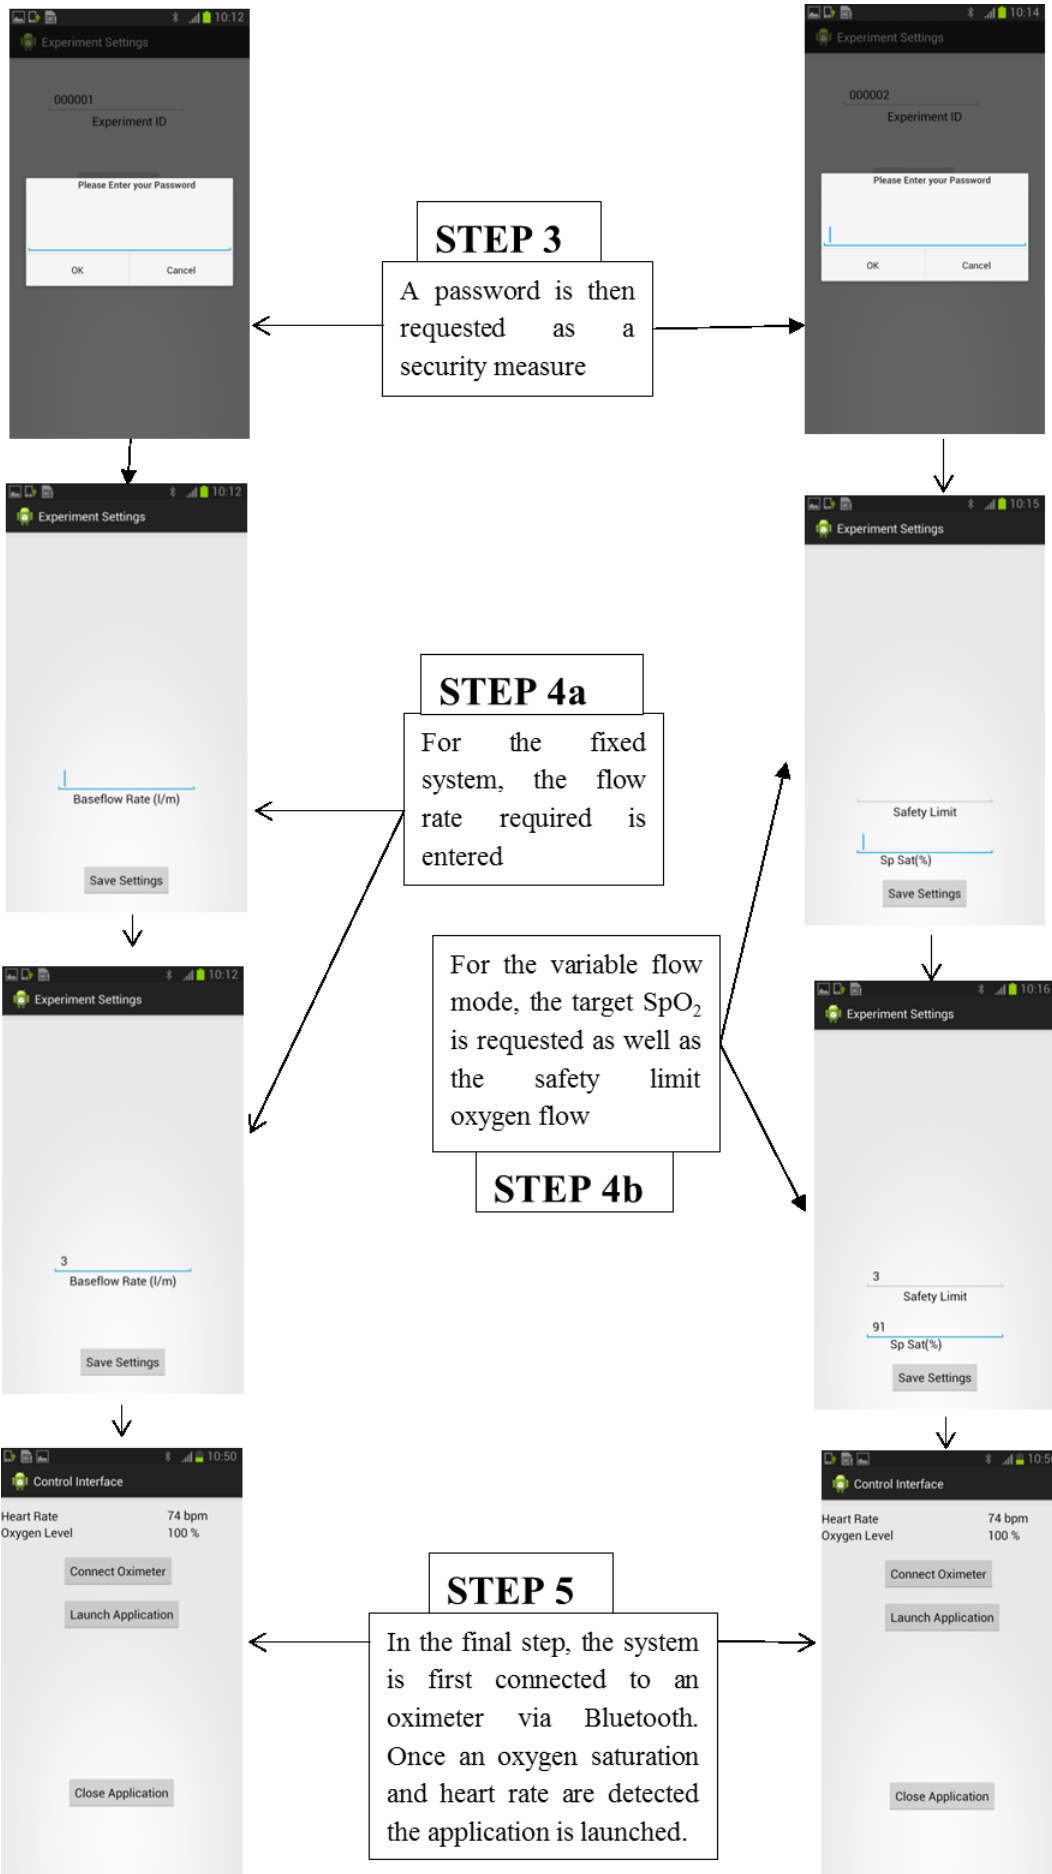 10:12
Experiment Settings
000001
Experiment ID
Please Enter your Password
OK Cancel
10:14
Experiment Settings
000002
Experiment ID
Please Enter your Password
OK Cancel
STEP 3
A password is then
requested as a
security measure
10:12
Experiment Settings
Baseflow Rate (l/m)
Save Settings
10:15
Experiment Settings
Safety Limit
Sp Sat(%)
Save Settings
STEP 4a
For the fixed
system, the flow
rate required is
entered
10:12
Experiment Settings
3
Baseflow Rate (l/m)
Save Settings
For the variable flow
mode, the target SpO₂
is requested as well as
the safety limit
oxygen flow
STEP 4b
10:16
Experiment Settings
3
Safety Limit
91
Sp Sat(%)
Save Settings
10:50
Control Interface
Heart Rate 74 bpm
Oxygen Level 100 %
Connect Oximeter
Launch Application
Close Application
STEP 5
In the final step, the system
is first connected to an
oximeter via Bluetooth.
Once an oxygen saturation
and heart rate are detected
the application is launched.
Control Interface
Heart Rate 74 bpm
Oxygen Level 100 %
Connect Oximeter
Launch Application
Close Application